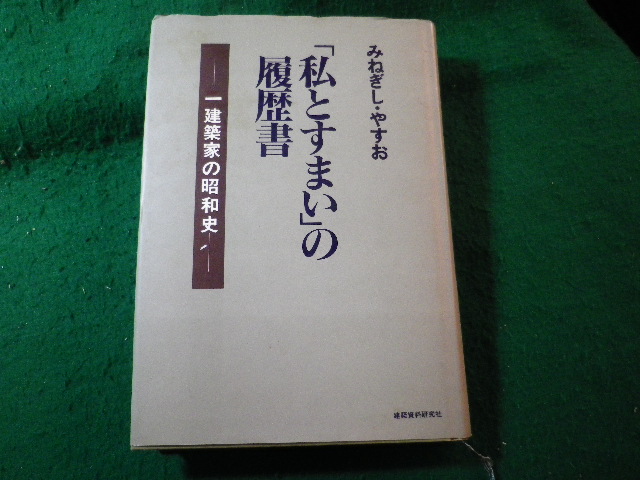 みねぎし・やすお
「私とすまい」の
履歴書
一建築家の昭和史
建築資料研究社